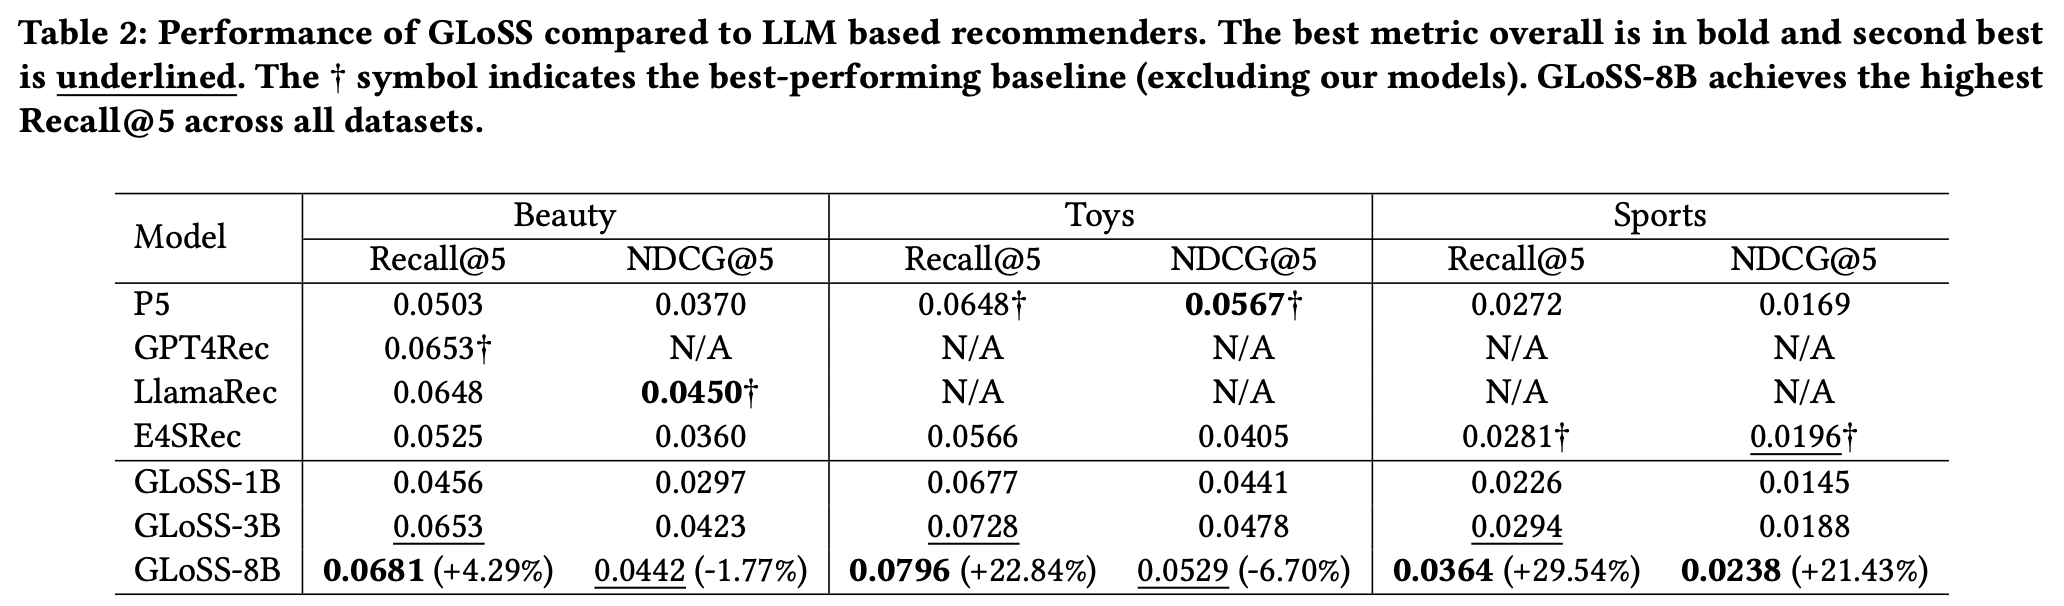 Table 2: Performance of GLoSS compared to LLM based recommenders. The best metric overall is in bold and second best
is underlined. The † symbol indicates the best-performing baseline (excluding our models). GLoSS-8B achieves the highest
Recall@5 across all datasets.
Model Beauty Toys Sports
Recall@5 NDCG@5 Recall@5 NDCG@5 Recall@5 NDCG@5
P5 0.0503 0.0370 0.0648† 0.0567† 0.0272 0.0169
GPT4Rec 0.0653† N/A N/A N/A N/A N/A
LlamaRec 0.0648 0.0450† N/A N/A N/A N/A
E4SRec 0.0525 0.0360 0.0566 0.0405 0.0281† 0.0196†
GLoSS-1B 0.0456 0.0297 0.0677 0.0441 0.0226 0.0145
GLoSS-3B 0.0653 0.0423 0.0728 0.0478 0.0294 0.0188
GLoSS-8B 0.0681 (+4.29%) 0.0442 (-1.77%) 0.0796 (+22.84%) 0.0529 (-6.70%) 0.0364 (+29.54%) 0.0238 (+21.43%)